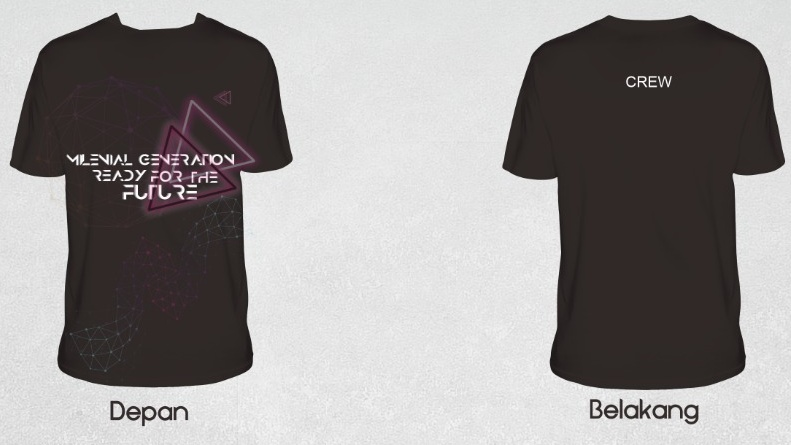 MILENIAL GENERATION
READY FOR THE
FUTURE
CREW
Depan
Belakang